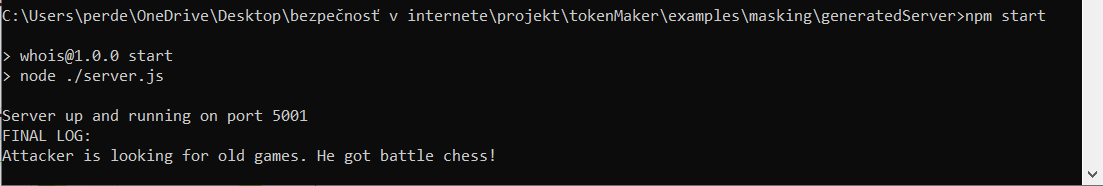 C:\Users\perde\OneDrive\Desktop\bezpečnosť v internete\projekt\tokenMaker\examples\masking\generatedServer>npm start
> whois@1.0.0 start
> node ./server.js
Server up and running on port 5001
FINAL LOG:
Attacker is looking for old games. He got battle chess!